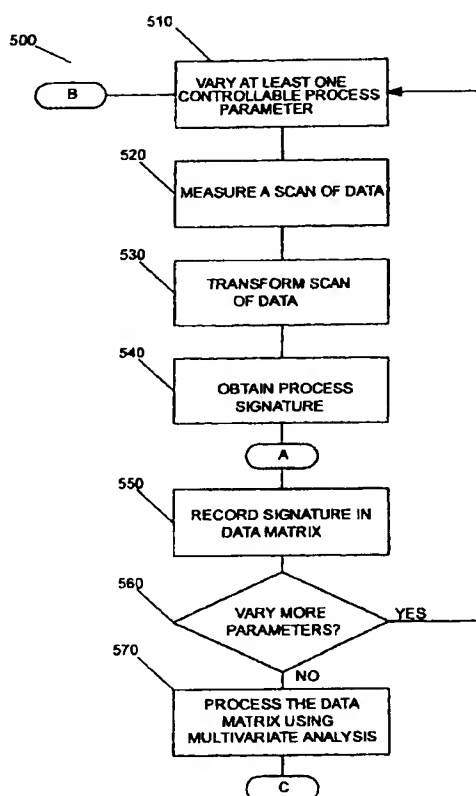 500
510
B
VARY AT LEAST ONE
CONTROLLABLE PROCESS
PARAMETER
520
MEASURE A SCAN OF DATA
530
TRANSFORM SCAN
OF DATA
540
OBTAIN PROCESS
SIGNATURE
A
550
RECORD SIGNATURE IN
DATA MATRIX
560
VARY MORE
PARAMETERS?
YES
570
NO
PROCESS THE DATA
MATRIX USING
MULTIVARIATE ANALYSIS
C